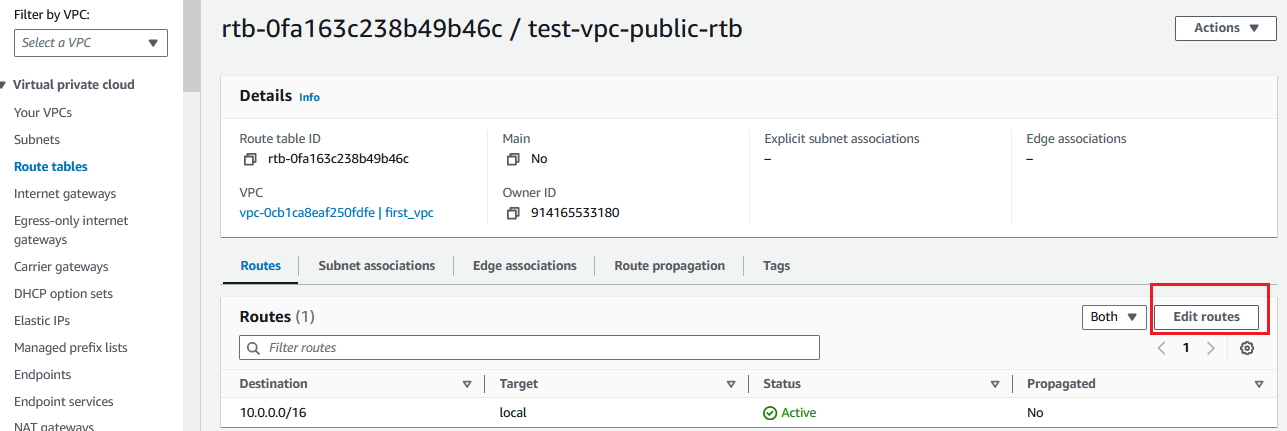 Filter by VPC:
Select a VPC
Virtual private cloud
Your VPCs
Subnets
Route tables
Internet gateways
Egress-only internet
gateways
Carrier gateways
DHCP option sets
Elastic IPs
Managed prefix lists
Endpoints
Endpoint services
NAT gateways
rtb-0fa163c238b49b46c / test-vpc-public-rtb
Actions
Details Info
Route table ID
rtb-0fa163c238b49b46c
Main
No
Explicit subnet associations
–
Edge associations
–
VPC
vpc-0cb1ca8eaf250fdfe | first_vpc
Owner ID
914165533180
Routes
Subnet associations
Edge associations
Route propagation
Tags
Routes (1)
Both
Edit routes
Filter routes
1
Destination Target Status Propagated
10.0.0.0/16 local Active No